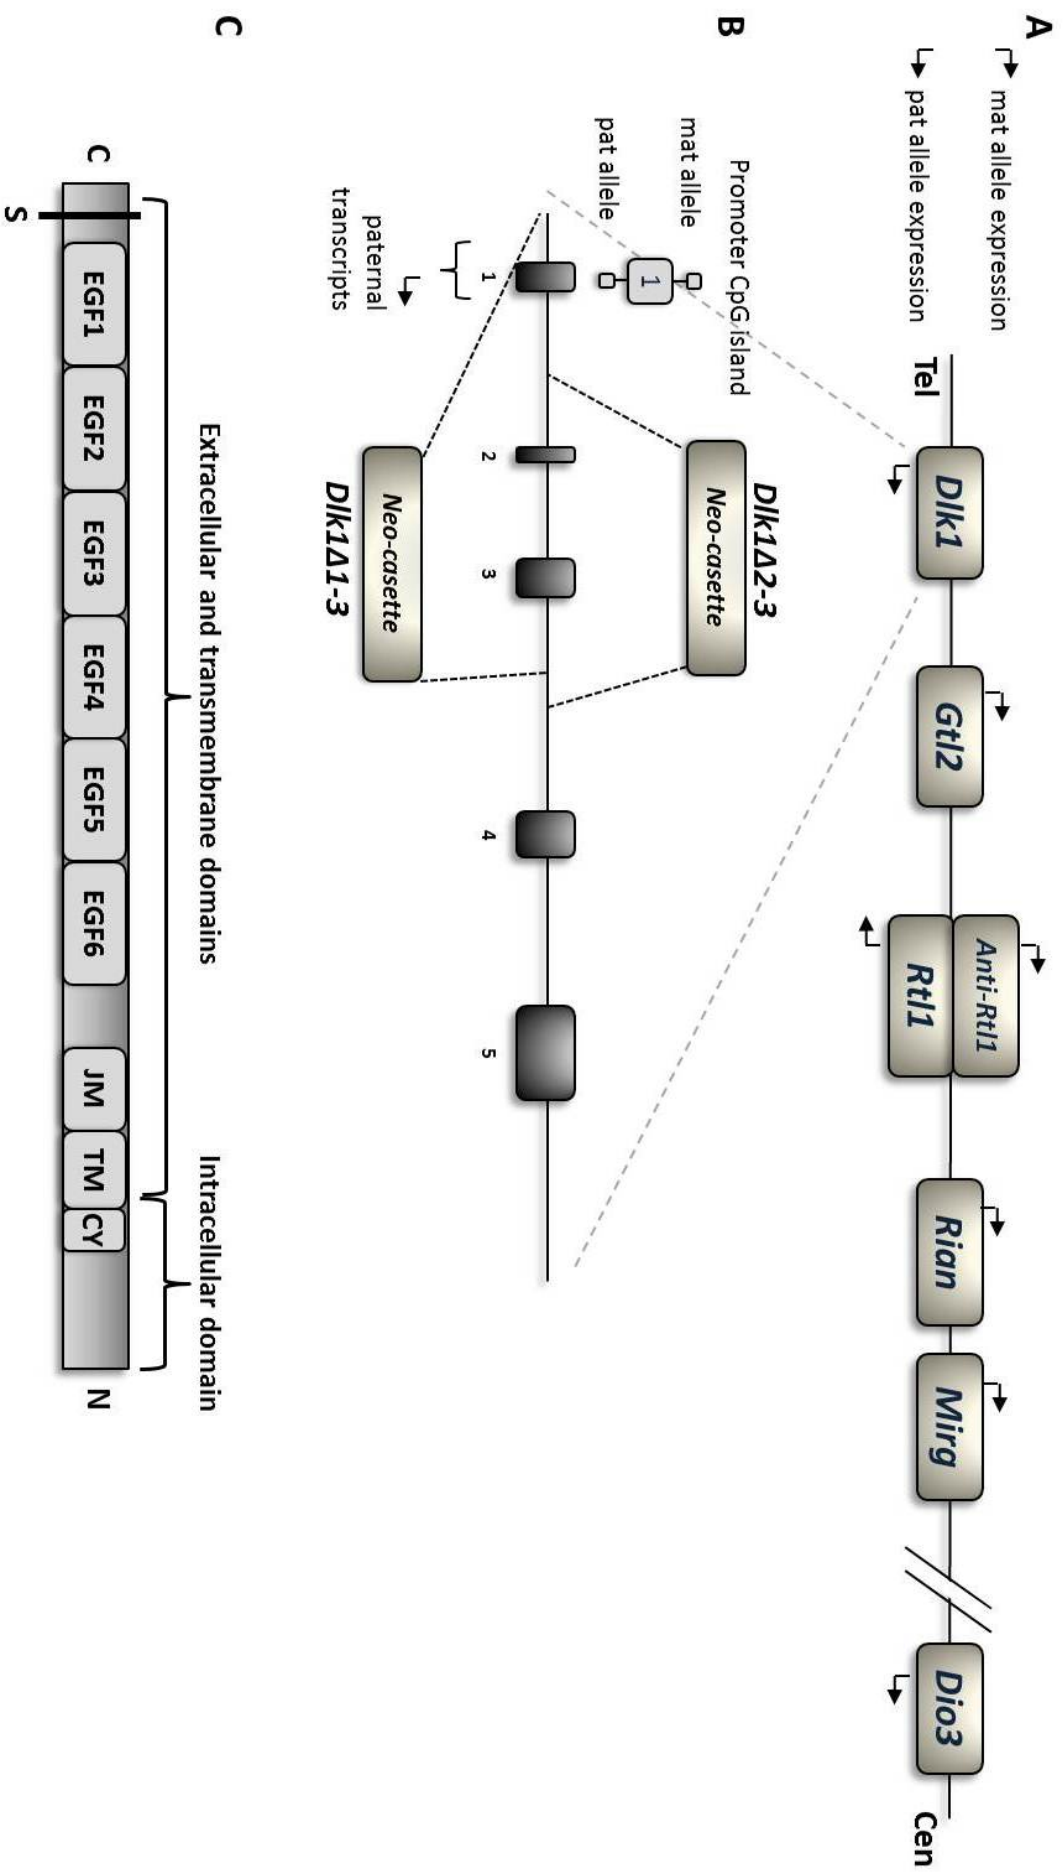 A
mat allele expression
pat allele expression
Tel
Dlk1
Gtl2
Anti-Rtl1
Rtl1
Rian
Mirg
Dio3
Cen
B
Promoter CpG island
mat allele
1
pat allele
Dlk1Δ2-3
Neo-casette
1
2
3
4
5
paternal
transcripts
Neo-casette
Dlk1Δ1-3
C
Extracellular and transmembrane domains
Intracellular domain
C
EGF1
EGF2
EGF3
EGF4
EGF5
EGF6
JM
TM
CY
N
S